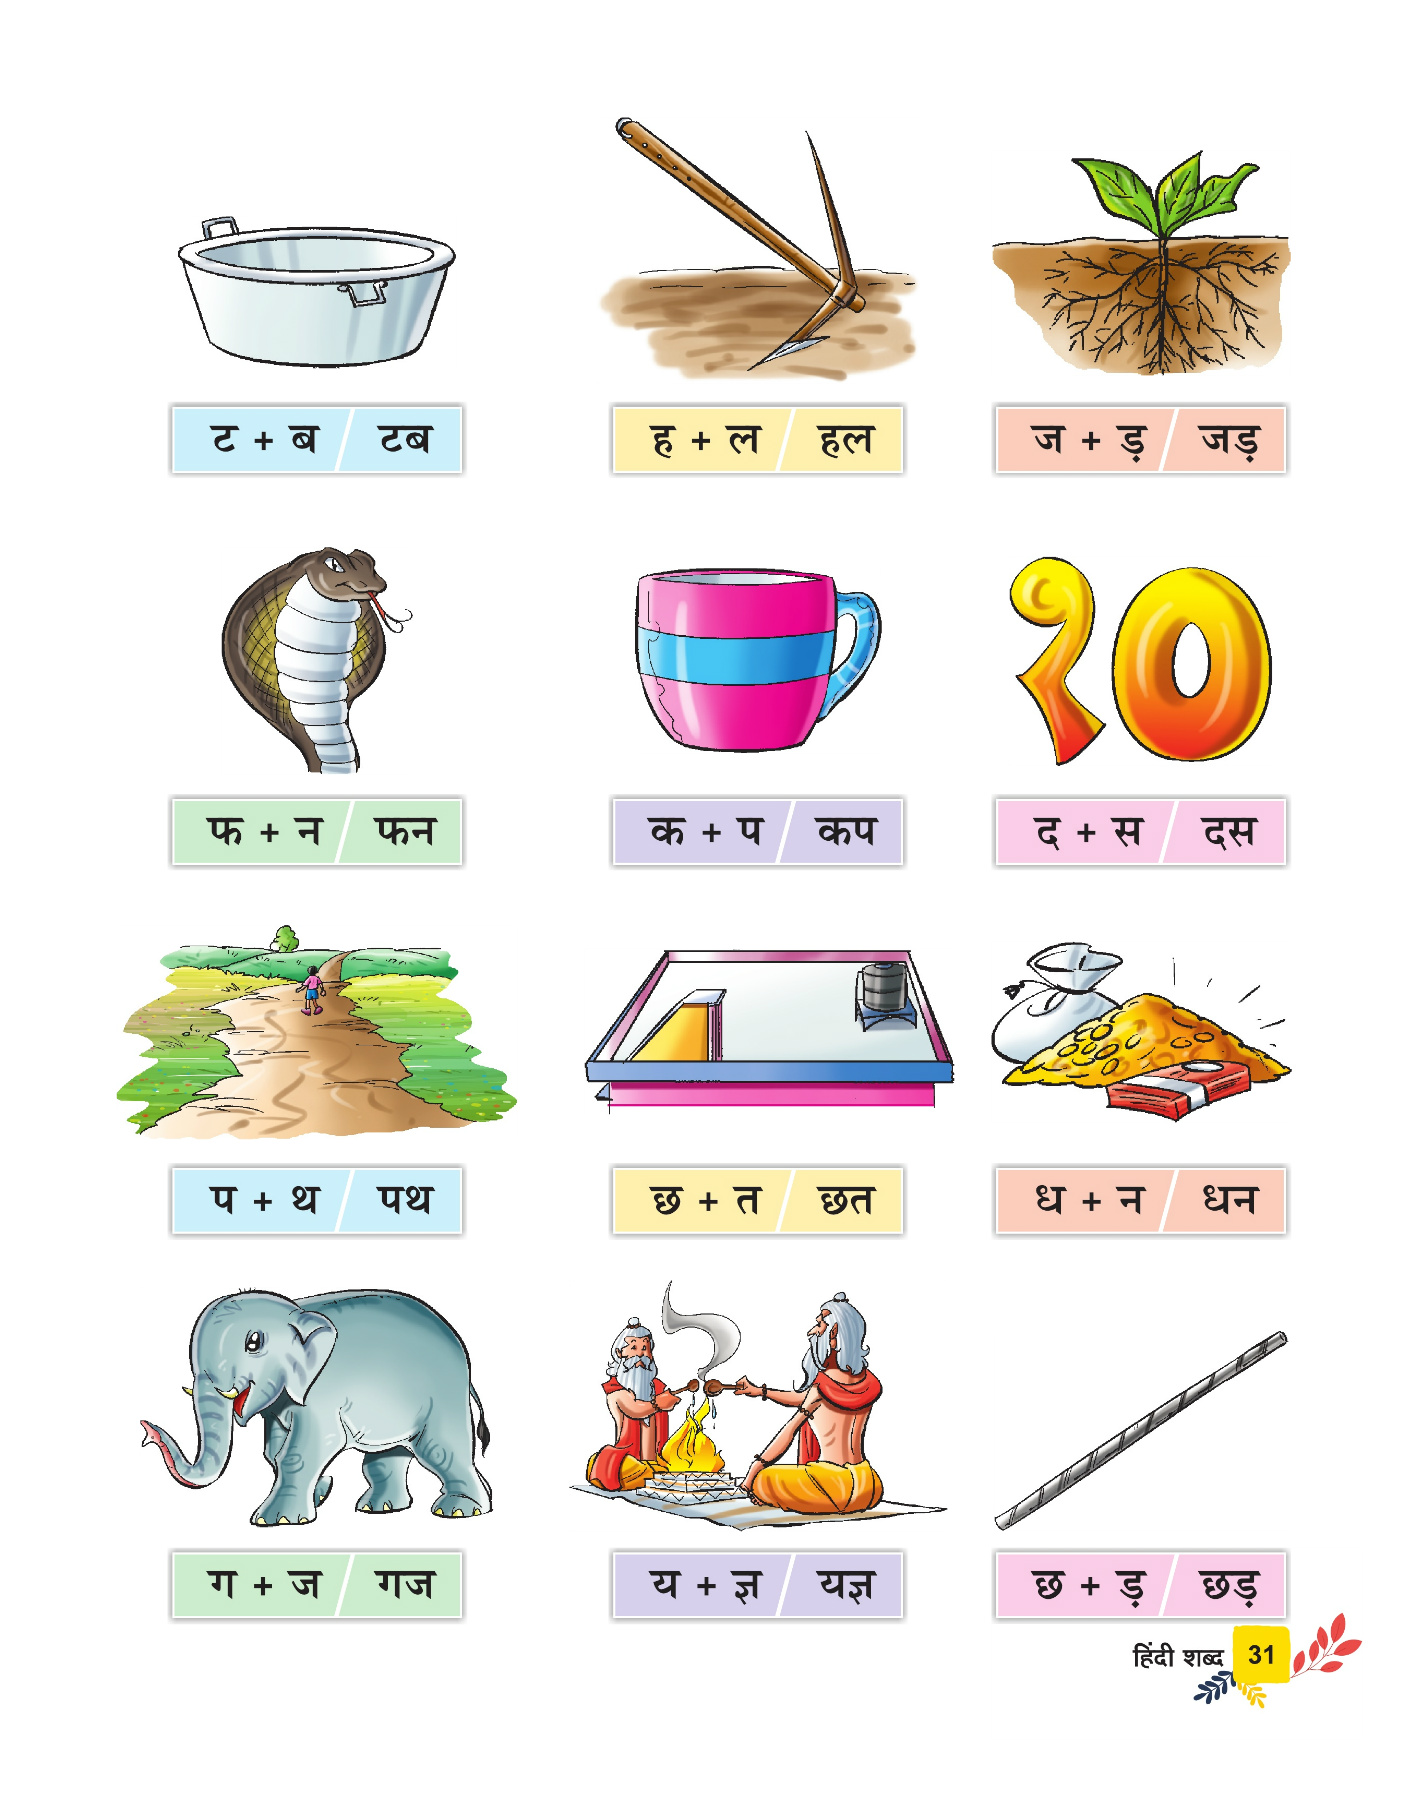 ट + ब / टब
ह + ल / हल
ज + ड़ / जड़
१०
फ + न / फन
क + प / कप
द + स / दस
प + थ / पथ
छ + त / छत
ध + न / धन
ग + ज / गज
य + ज्ञ / यज्ञ
छ + ड़ / छड़
हिंदी शब्द 31